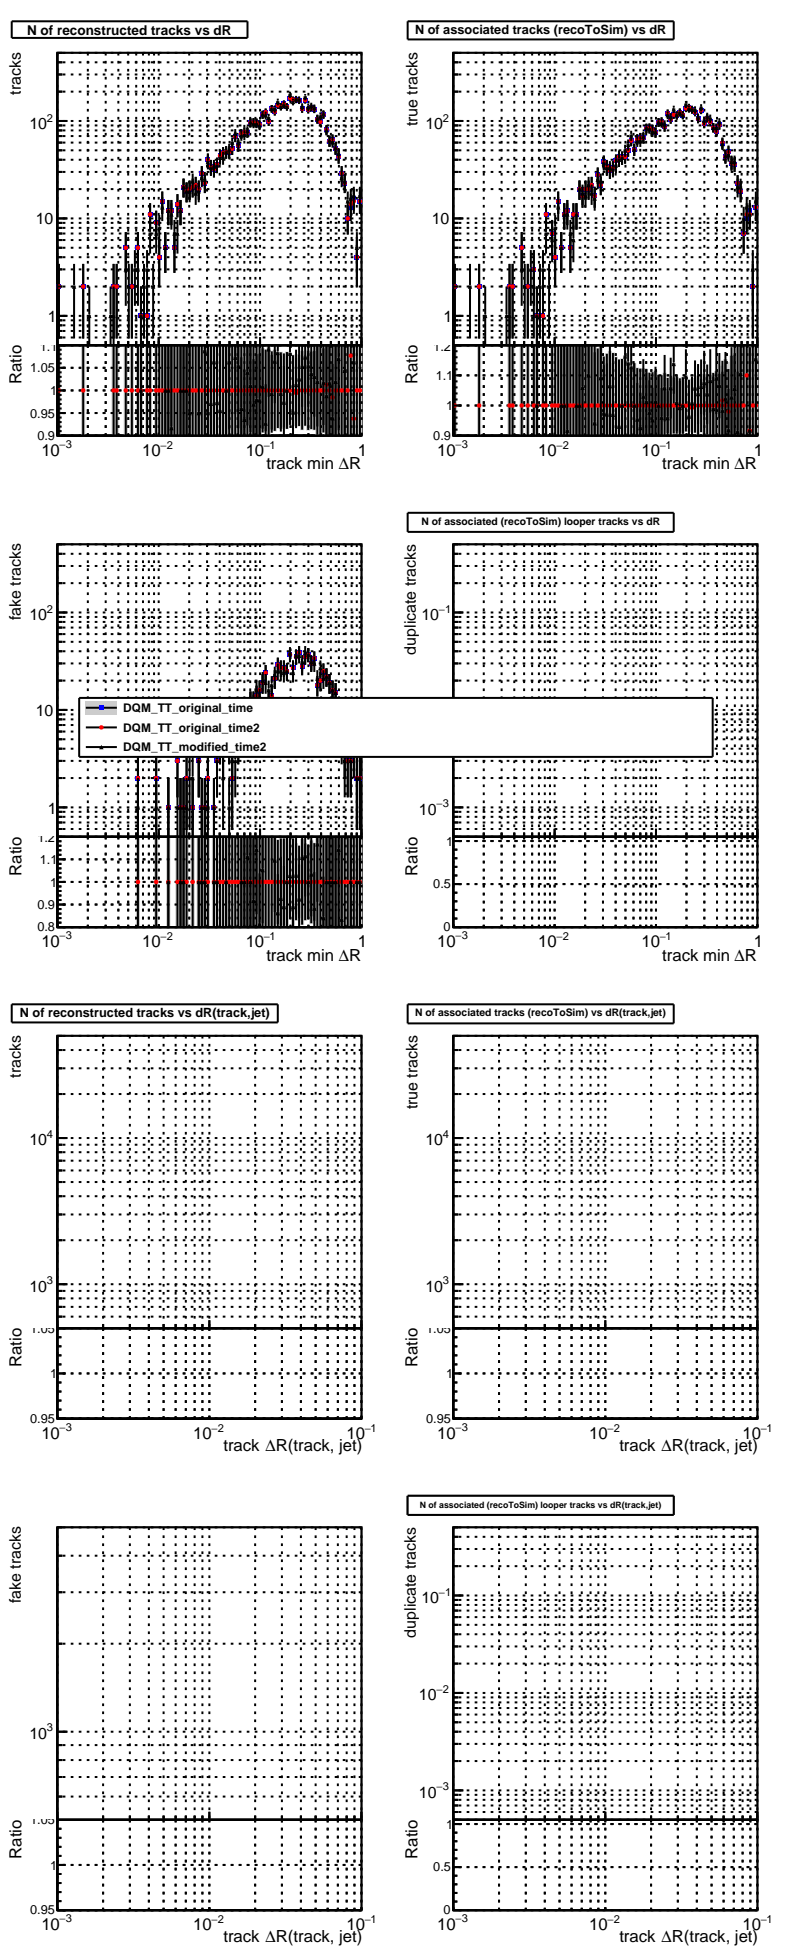 N of reconstructed tracks vs dR
tracks
10²
10
1
Ratio
1.1
1.05
1
0.95
0.9
10⁻³
10⁻²
10⁻¹
1
track min ΔR
N of associated tracks (recoToSim) vs dR
true tracks
10²
10
1
Ratio
1.2
1.1
1
0.9
10⁻³
10⁻²
10⁻¹
1
track min ΔR
fake tracks
10²
10
1
Ratio
1.2
1.1
1
0.9
0.8
10⁻³
10⁻²
10⁻¹
1
track min ΔR
N of associated (recoToSim) looper tracks vs dR
duplicate tracks
10⁻¹
10⁻³
Ratio
1
0.5
0
10⁻³
10⁻²
10⁻¹
1
track min ΔR
DQM_TT_original_time
DQM_TT_original_time2
DQM_TT_modified_time2
N of reconstructed tracks vs dR(track,jet)
tracks
10⁴
10³
Ratio
1.05
1
0.95
10⁻³
10⁻²
10⁻¹
track ΔR(track, jet)
N of associated tracks (recoToSim) vs dR(track,jet)
true tracks
10⁴
10³
Ratio
1.05
1
0.95
10⁻³
10⁻²
10⁻¹
track ΔR(track, jet)
fake tracks
10³
Ratio
1.05
1
0.95
10⁻³
10⁻²
10⁻¹
track ΔR(track, jet)
N of associated (recoToSim) looper tracks vs dR(track,jet)
duplicate tracks
10⁻¹
10⁻²
10⁻³
Ratio
1
0.5
0
10⁻³
10⁻²
10⁻¹
track ΔR(track, jet)